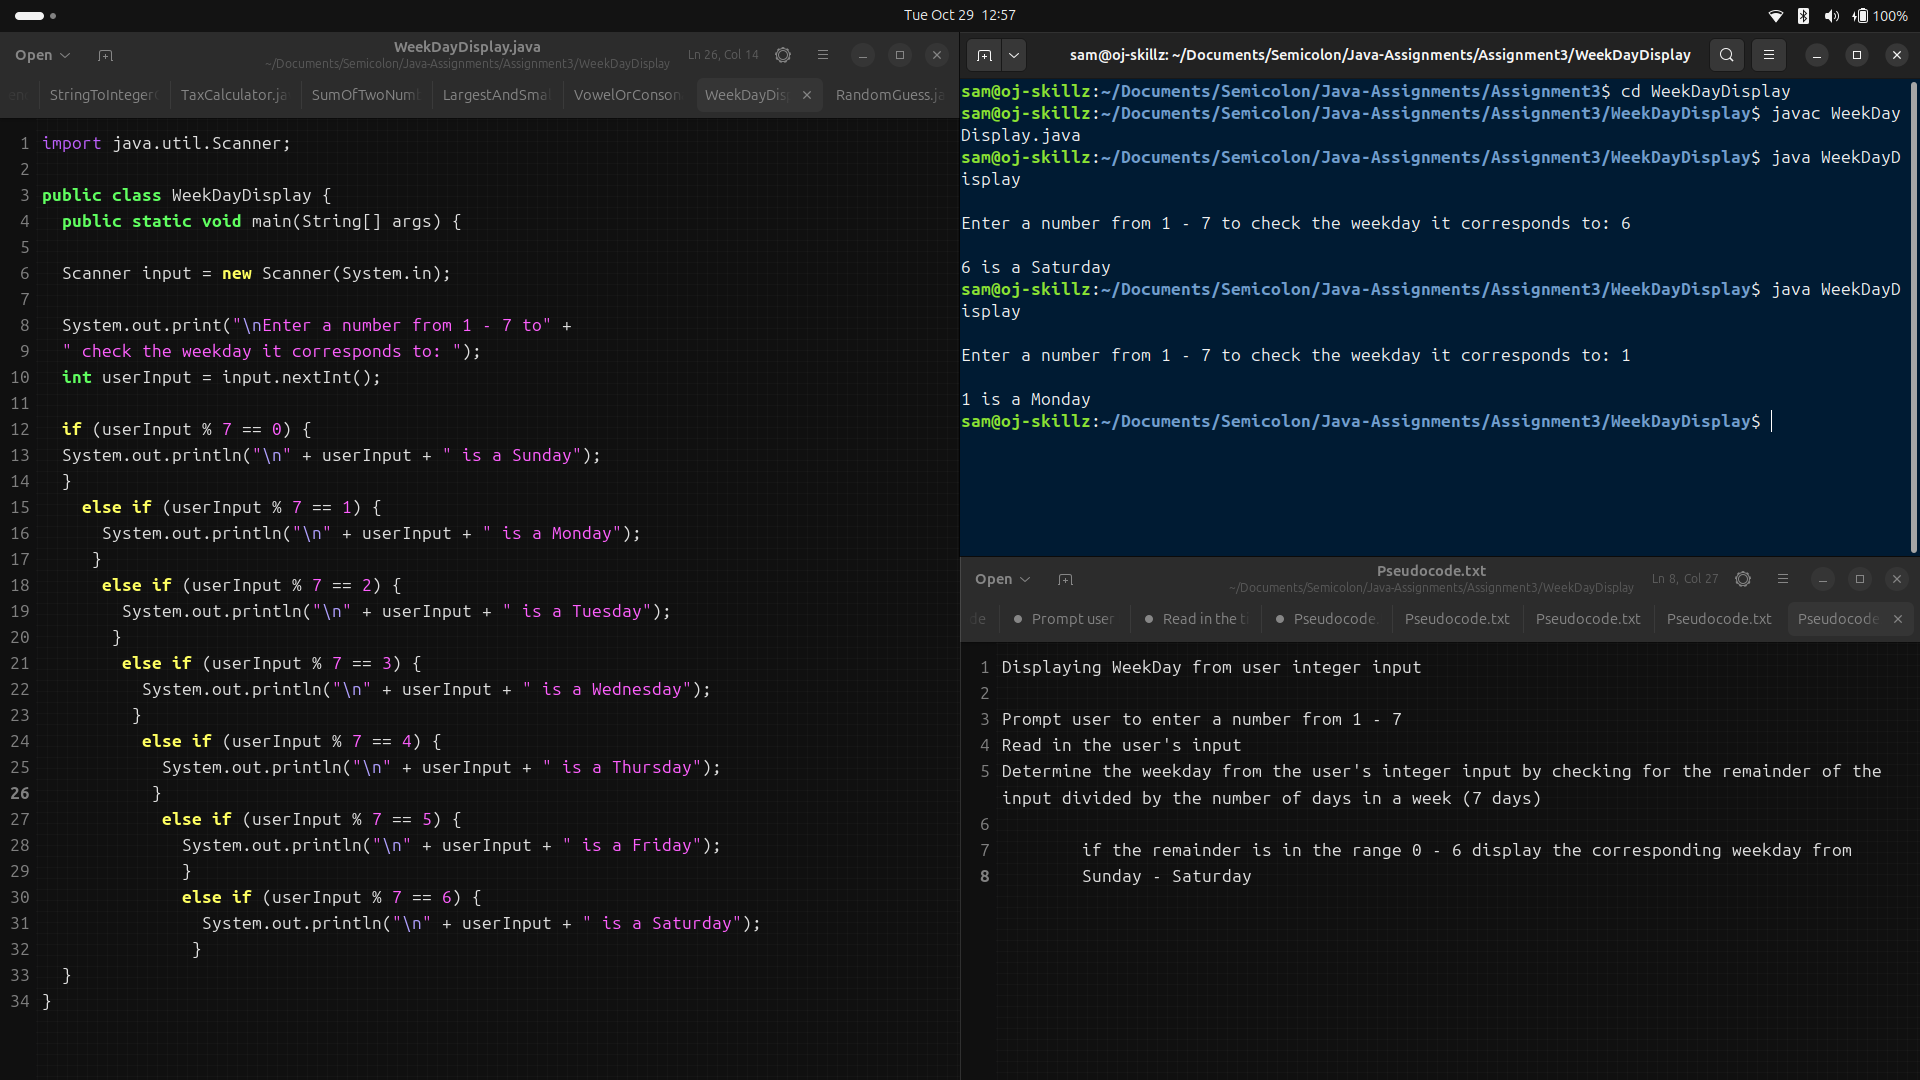 Tue Oct 29 12:57
100%
Open
WeekDayDisplay.java
~/Documents/Semicolon/Java-Assignments/Assignment3/WeekDayDisplay
Ln 26, Col 14
StringToInteger
TaxCalculator.ja
SumOfTwoNum
LargestAndSmal
VowelOrConson
WeekDayDis
RandomGuess.ja
1 import java.util.Scanner;
2
3 public class WeekDayDisplay {
4 public static void main(String[] args) {
5
6 Scanner input = new Scanner(System.in);
7
8 System.out.print("\nEnter a number from 1 - 7 to" +
9 " check the weekday it corresponds to: ");
10 int userInput = input.nextInt();
11
12 if (userInput % 7 == 0) {
13 System.out.println("\n" + userInput + " is a Sunday");
14 }
15 else if (userInput % 7 == 1) {
16 System.out.println("\n" + userInput + " is a Monday");
17 }
18 else if (userInput % 7 == 2) {
19 System.out.println("\n" + userInput + " is a Tuesday");
20 }
21 else if (userInput % 7 == 3) {
22 System.out.println("\n" + userInput + " is a Wednesday");
23 }
24 else if (userInput % 7 == 4) {
25 System.out.println("\n" + userInput + " is a Thursday");
26 }
27 else if (userInput % 7 == 5) {
28 System.out.println("\n" + userInput + " is a Friday");
29 }
30 else if (userInput % 7 == 6) {
31 System.out.println("\n" + userInput + " is a Saturday");
32 }
33 }
34 }
sam@oj-skillz: ~/Documents/Semicolon/Java-Assignments/Assignment3/WeekDayDisplay
sam@oj-skillz:~/Documents/Semicolon/Java-Assignments/Assignment3$ cd WeekDayDisplay
sam@oj-skillz:~/Documents/Semicolon/Java-Assignments/Assignment3/WeekDayDisplay$ javac WeekDay
Display.java
sam@oj-skillz:~/Documents/Semicolon/Java-Assignments/Assignment3/WeekDayDisplay$ java WeekDayD
isplay
Enter a number from 1 - 7 to check the weekday it corresponds to: 6
6 is a Saturday
sam@oj-skillz:~/Documents/Semicolon/Java-Assignments/Assignment3/WeekDayDisplay$ java WeekDayD
isplay
Enter a number from 1 - 7 to check the weekday it corresponds to: 1
1 is a Monday
sam@oj-skillz:~/Documents/Semicolon/Java-Assignments/Assignment3/WeekDayDisplay$
Open
Pseudocode.txt
~/Documents/Semicolon/Java-Assignments/Assignment3/WeekDayDisplay
Ln 8, Col 27
de
Prompt user
Read in the t
Pseudocode.
Pseudocode.txt
Pseudocode.txt
Pseudocode.txt
Pseudocode
1 Displaying WeekDay from user integer input
2
3 Prompt user to enter a number from 1 - 7
4 Read in the user's input
5 Determine the weekday from the user's integer input by checking for the remainder of the
input divided by the number of days in a week (7 days)
6
7 if the remainder is in the range 0 - 6 display the corresponding weekday from
8 Sunday - Saturday